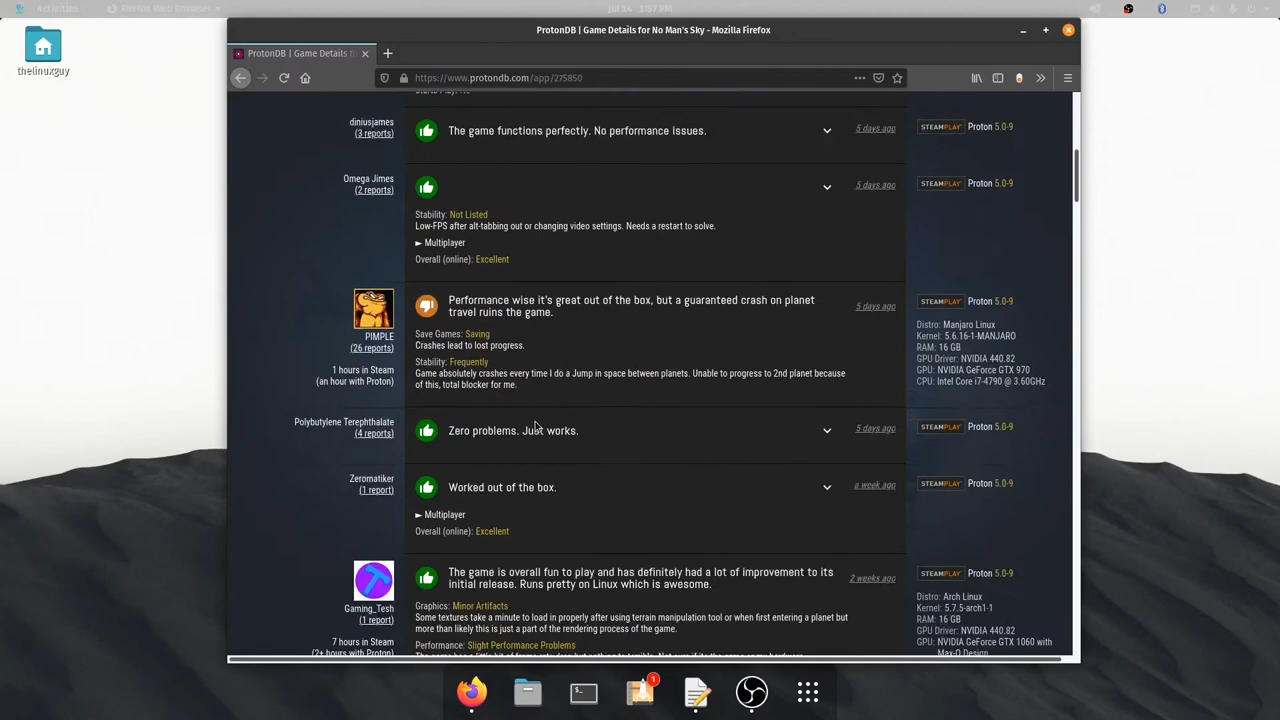 Activities
Firefox Web Browser
Jul 14 1:57 PM
thelinuxguy
ProtonDB | Game Details for No Man's Sky - Mozilla Firefox
ProtonDB | Game Details
https://www.protondb.com/app/275850
diniusjames
(3 reports)
The game functions perfectly. No performance issues.
5 days ago
STEAMPLAY Proton 5.0-9
Omega Jimes
(2 reports)
5 days ago
STEAMPLAY Proton 5.0-9
Stability: Not Listed
Low-FPS after alt-tabbing out or changing video settings. Needs a restart to solve.
► Multiplayer
Overall (online): Excellent
PIMPLE
(26 reports)
1 hours in Steam
(an hour with Proton)
Performance wise it's great out of the box, but a guaranteed crash on planet
travel ruins the game.
5 days ago
Save Games: Saving
Crashes lead to lost progress.
Stability: Frequently
Game absolutely crashes every time I do a Jump in space between planets. Unable to progress to 2nd planet because
of this, total blocker for me.
STEAMPLAY Proton 5.0-9
Distro: Manjaro Linux
Kernel: 5.6.16-1-MANJARO
RAM: 16 GB
GPU Driver: NVIDIA 440.82
GPU: NVIDIA GeForce GTX 970
CPU: Intel Core i7-4790 @ 3.60GHz
Polybutylene Terephthalate
(4 reports)
Zero problems. Just works.
5 days ago
STEAMPLAY Proton 5.0-9
Zeromatiker
(1 report)
Worked out of the box.
a week ago
STEAMPLAY Proton 5.0-9
► Multiplayer
Overall (online): Excellent
Gaming_Tesh
(1 report)
7 hours in Steam
(2+ hours with Proton)
The game is overall fun to play and has definitely had a lot of improvement to its
initial release. Runs pretty on Linux which is awesome.
2 weeks ago
Graphics: Minor Artifacts
Some textures take a minute to load in properly after using terrain manipulation tool or when first entering a planet but
more than likely this is just a part of the rendering process of the game.
Performance: Slight Performance Problems
STEAMPLAY Proton 5.0-9
Distro: Arch Linux
Kernel: 5.7.5-arch1-1
RAM: 16 GB
GPU Driver: NVIDIA 440.82
GPU: NVIDIA GeForce GTX 1060 with
Max-Q Design
1